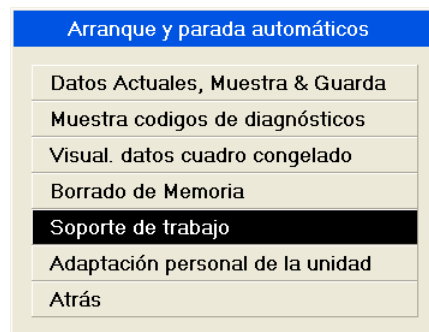 Arranque y parada automáticos
Datos Actuales, Muestra & Guarda
Muestra codigos de diagnósticos
Visual. datos cuadro congelado
Borrado de Memoria
Soporte de trabajo
Adaptación personal de la unidad
Atrás